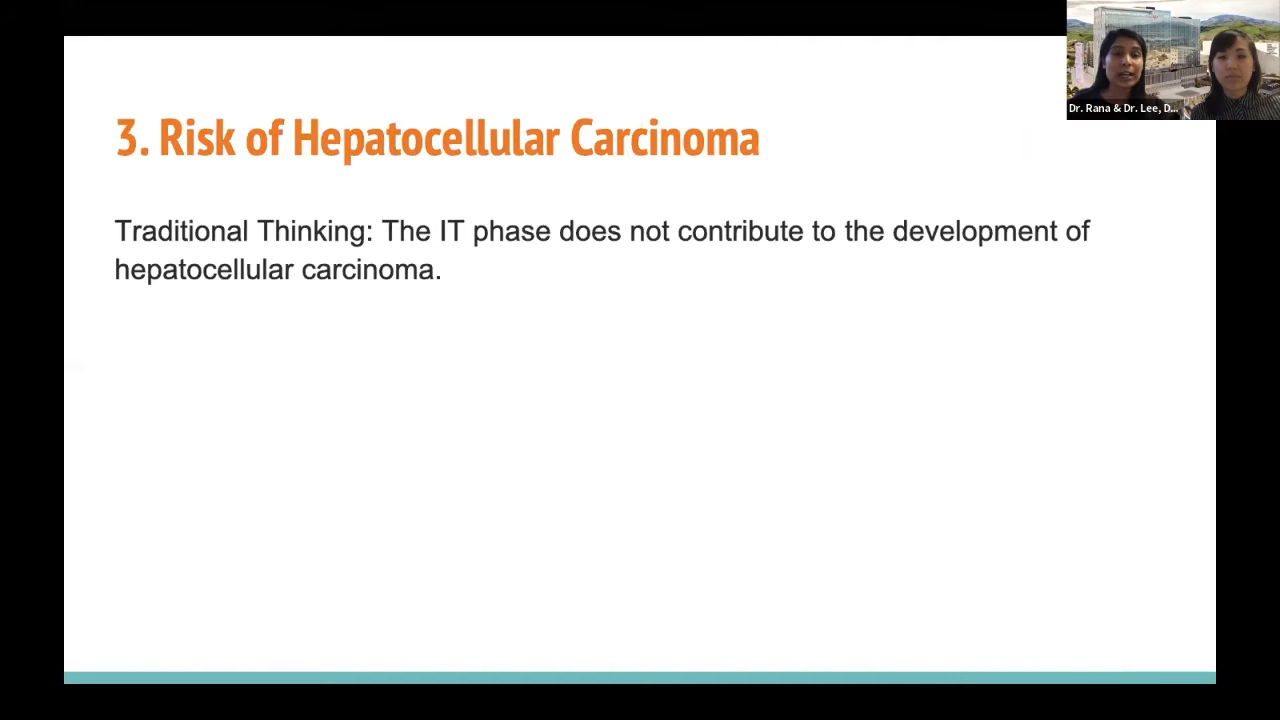 3. Risk of Hepatocellular Carcinoma
Traditional Thinking: The IT phase does not contribute to the development of
hepatocellular carcinoma.
Dr. Rana & Dr. Lee, D...